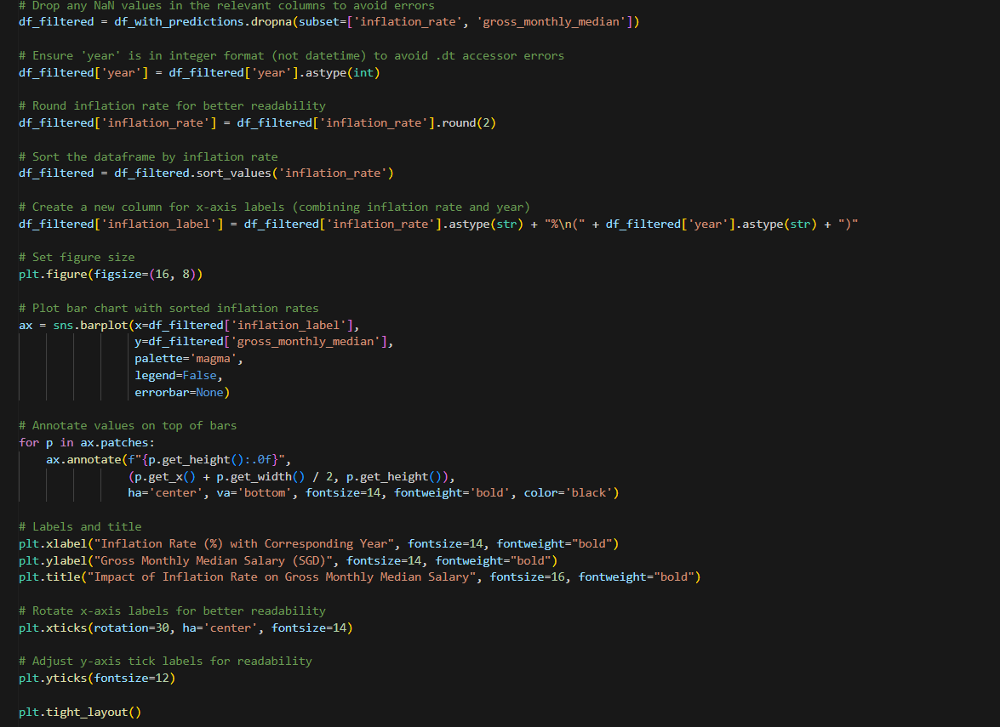 # Drop any NaN values in the relevant columns to avoid errors
df_filtered = df_with_predictions.dropna(subset=['inflation_rate', 'gross_monthly_median'])
# Ensure 'year' is in integer format (not datetime) to avoid .dt accessor errors
df_filtered['year'] = df_filtered['year'].astype(int)
# Round inflation rate for better readability
df_filtered['inflation_rate'] = df_filtered['inflation_rate'].round(2)
# Sort the dataframe by inflation rate
df_filtered = df_filtered.sort_values('inflation_rate')
# Create a new column for x-axis labels (combining inflation rate and year)
df_filtered['inflation_label'] = df_filtered['inflation_rate'].astype(str) + "%\n(" + df_filtered['year'].astype(str) + ")"
# Set figure size
plt.figure(figsize=(16, 8))
# Plot bar chart with sorted inflation rates
ax = sns.barplot(x=df_filtered['inflation_label'],
y=df_filtered['gross_monthly_median'],
palette='magma',
legend=False,
errorbar=None)
# Annotate values on top of bars
for p in ax.patches:
ax.annotate(f"{p.get_height():.0f}",
(p.get_x() + p.get_width() / 2, p.get_height()),
ha='center', va='bottom', fontsize=14, fontweight='bold', color='black')
# Labels and title
plt.xlabel("Inflation Rate (%) with Corresponding Year", fontsize=14, fontweight="bold")
plt.ylabel("Gross Monthly Median Salary (SGD)", fontsize=14, fontweight="bold")
plt.title("Impact of Inflation Rate on Gross Monthly Median Salary", fontsize=16, fontweight="bold")
# Rotate x-axis labels for better readability
plt.xticks(rotation=30, ha='center', fontsize=14)
# Adjust y-axis tick labels for readability
plt.yticks(fontsize=12)
plt.tight_layout()